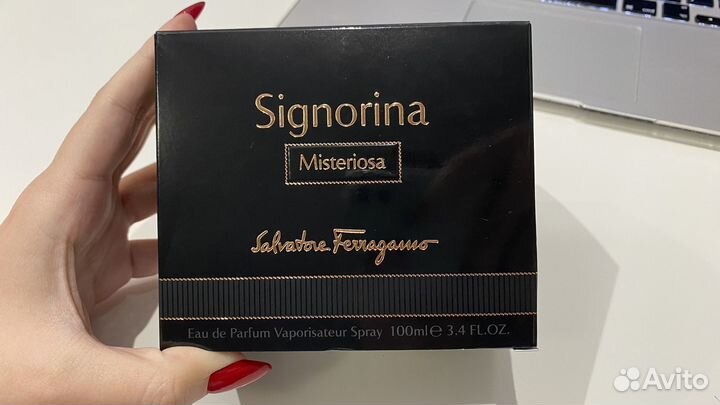 Signorina
Misteriosa
Salvatore Ferragamo
Eau de Parfum Vaporisateur Spray 100ml℮ 3.4 FL.OZ.
Avito